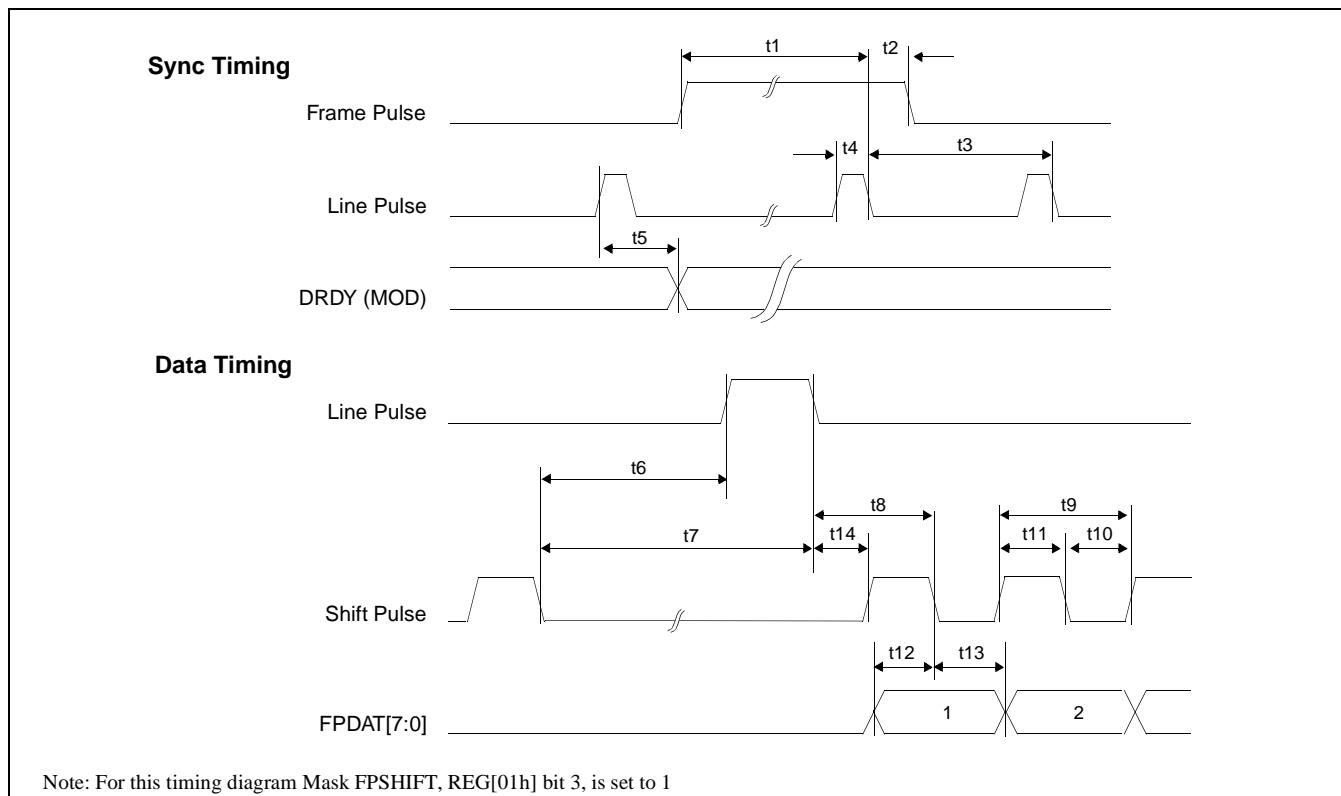 Sync Timing
t1
t2
Frame Pulse
t4
t3
Line Pulse
t5
DRDY (MOD)
Data Timing
Line Pulse
t6
t8
t9
t7
t14
t11
t10
Shift Pulse
t12
t13
FPDAT[7:0]
1
2
Note: For this timing diagram Mask FPSHIFT, REG[01h] bit 3, is set to 1